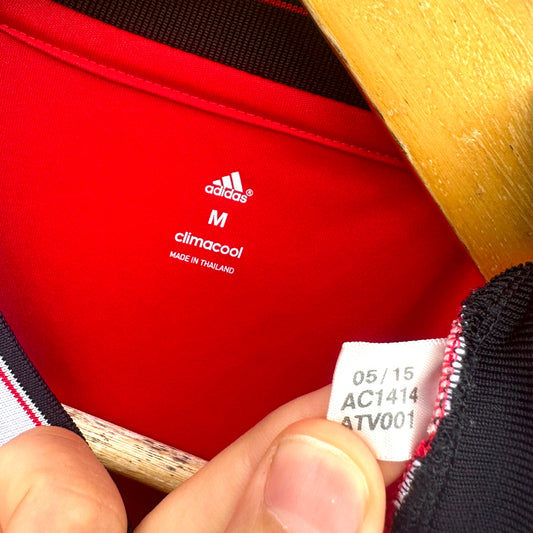 adidas®
M
climacool
MADE IN THAILAND
05/15
AC1414
ATV001